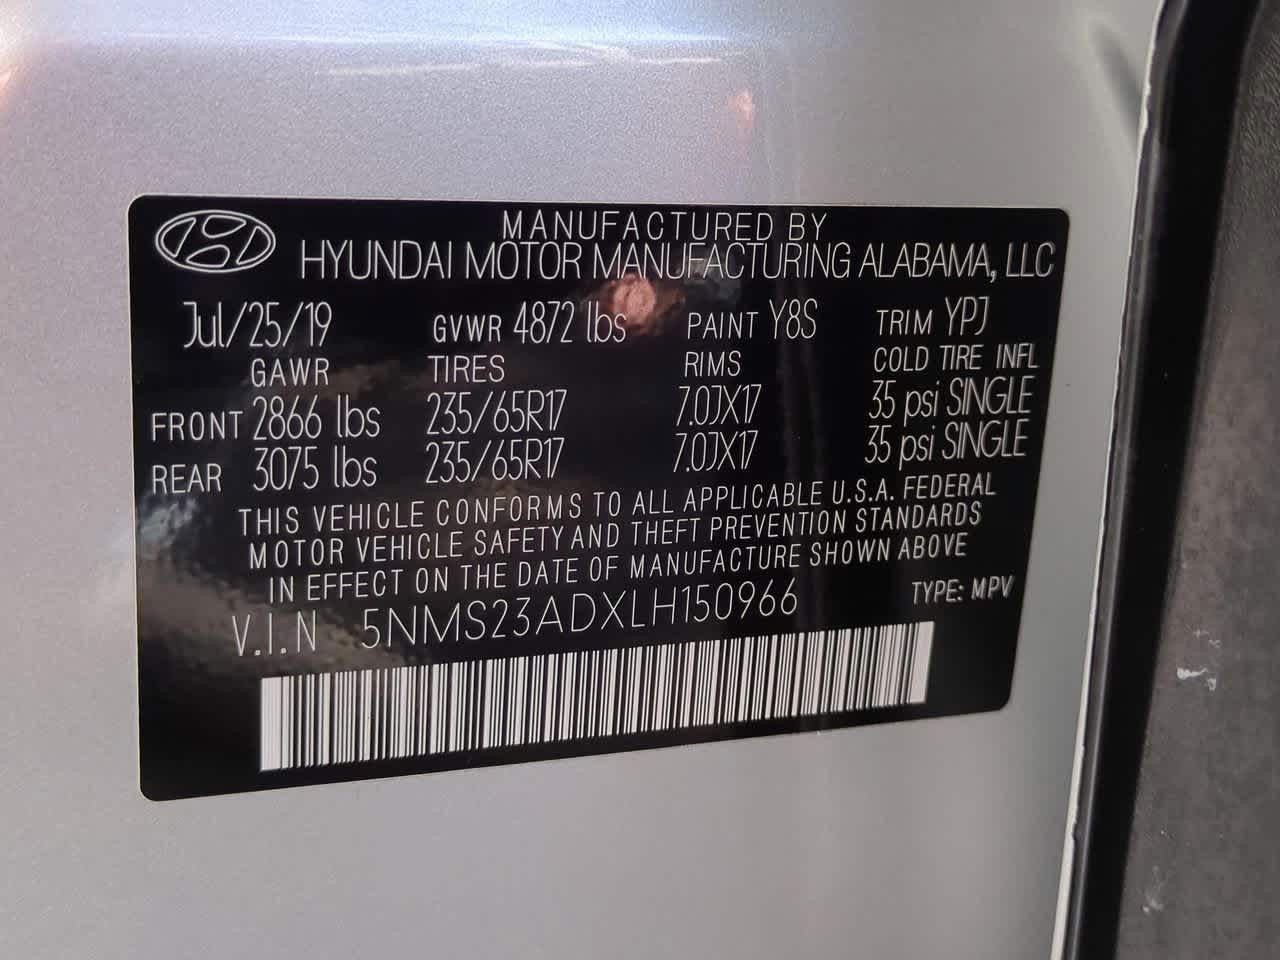 MANUFACTURED BY
HYUNDAI MOTOR MANUFACTURING ALABAMA, LLC
Jul/25/19 GVWR 4872 lbs PAINT Y8S TRIM YPJ
GAWR TIRES RIMS COLD TIRE INFL
FRONT 2866 lbs 235/65R17 7.0JX17 35 psi SINGLE
REAR 3075 lbs 235/65R17 7.0JX17 35 psi SINGLE
THIS VEHICLE CONFORMS TO ALL APPLICABLE U.S.A. FEDERAL
MOTOR VEHICLE SAFETY AND THEFT PREVENTION STANDARDS
IN EFFECT ON THE DATE OF MANUFACTURE SHOWN ABOVE
V.I.N 5NMS23ADXLH150966 TYPE: MPV